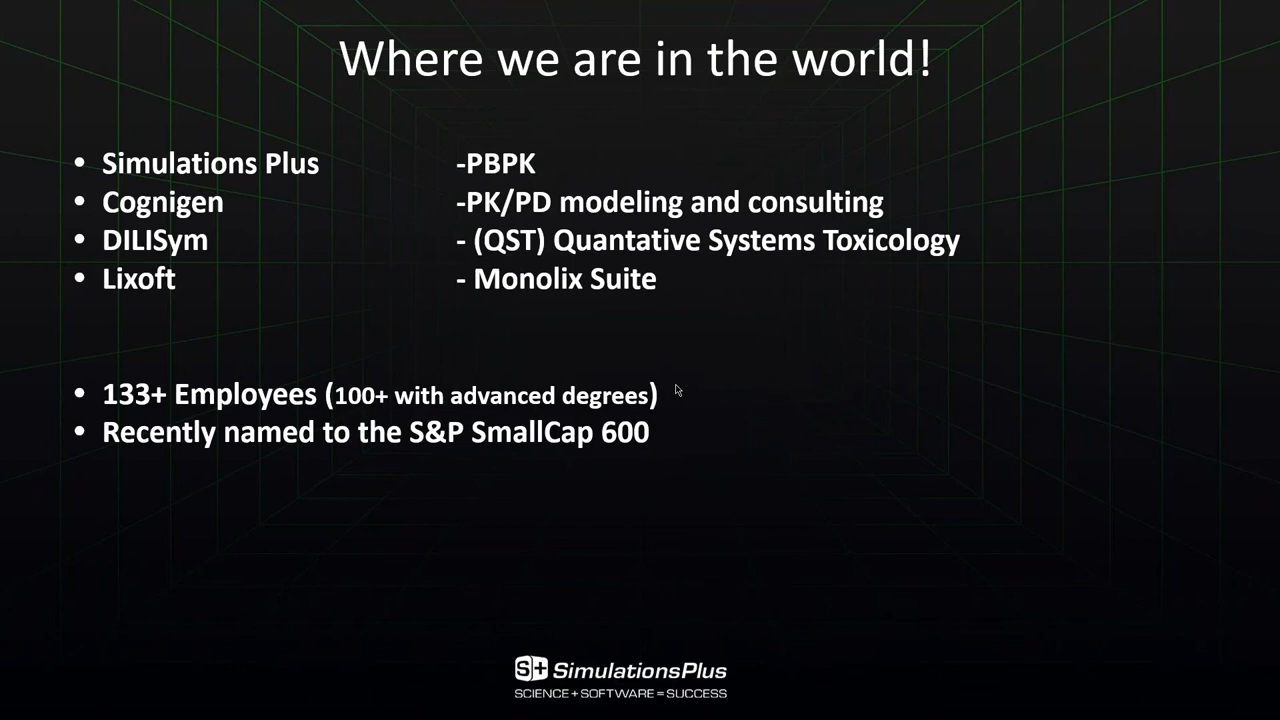 Where we are in the world!
• Simulations Plus -PBPK
• Cognigen -PK/PD modeling and consulting
• DILISym - (QST) Quantative Systems Toxicology
• Lixoft - Monolix Suite
• 133+ Employees (100+ with advanced degrees)
• Recently named to the S&P SmallCap 600
S+ SimulationsPlus
SCIENCE + SOFTWARE = SUCCESS